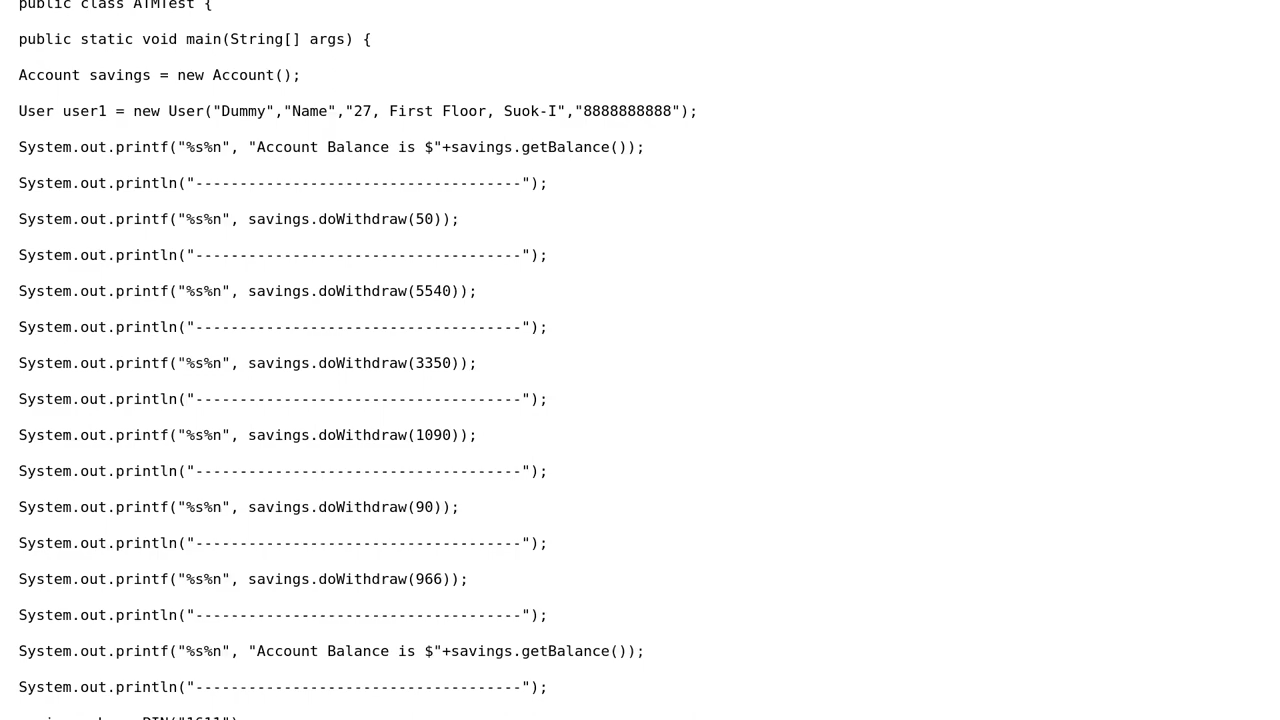 public class ATMTest {
public static void main(String[] args) {
Account savings = new Account();
User user1 = new User("Dummy","Name","27, First Floor, Suok-I","8888888888");
System.out.printf("%s%n", "Account Balance is $"+savings.getBalance());
System.out.println("-------------------------------------");
System.out.printf("%s%n", savings.doWithdraw(50));
System.out.println("-------------------------------------");
System.out.printf("%s%n", savings.doWithdraw(5540));
System.out.println("-------------------------------------");
System.out.printf("%s%n", savings.doWithdraw(3350));
System.out.println("-------------------------------------");
System.out.printf("%s%n", savings.doWithdraw(1090));
System.out.println("-------------------------------------");
System.out.printf("%s%n", savings.doWithdraw(90));
System.out.println("-------------------------------------");
System.out.printf("%s%n", savings.doWithdraw(966));
System.out.println("-------------------------------------");
System.out.printf("%s%n", "Account Balance is $"+savings.getBalance());
System.out.println("-------------------------------------");